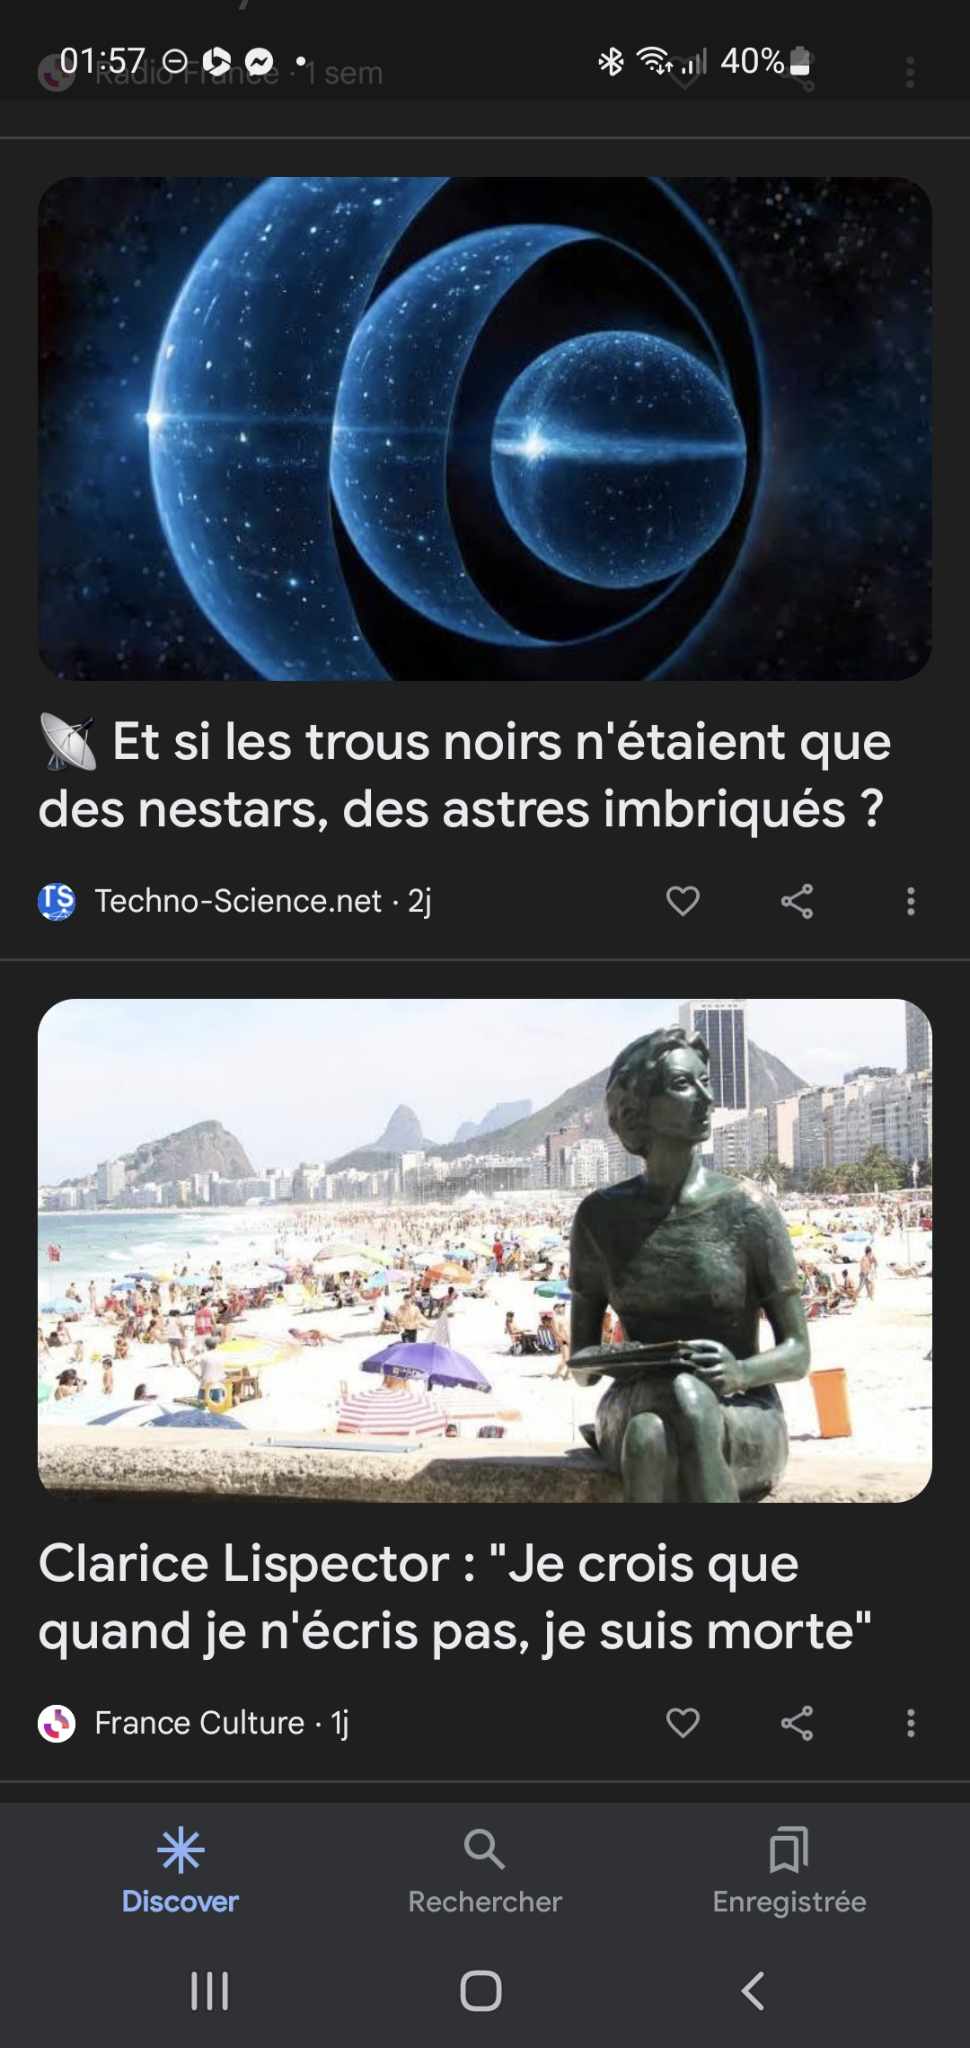 01:57 40%
Radio France · 1 sem
Et si les trous noirs n'étaient que
des nestars, des astres imbriqués ?
TS Techno-Science.net · 2j
Clarice Lispector : "Je crois que
quand je n'écris pas, je suis morte"
France Culture · 1j
Discover Rechercher Enregistrée